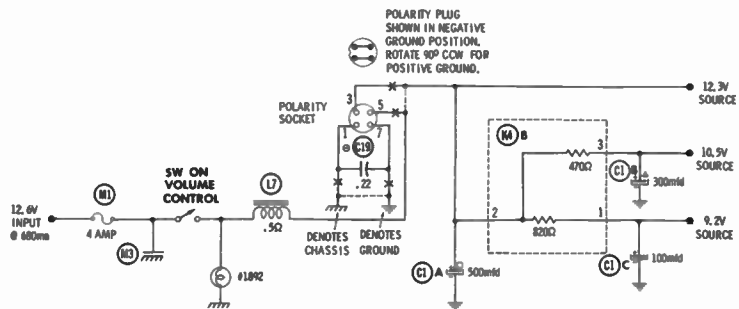 POLARITY PLUG
SHOWN IN NEGATIVE
GROUND POSITION.
ROTATE 90º CCW FOR
POSITIVE GROUND.
3
5
POLARITY
SOCKET
1
7
C19
.22
12.3V
SOURCE
K4 B
3
470Ω
10.5V
SOURCE
C1 B
300mfd
SW ON
VOLUME
CONTROL
M1
L7
12.6V
INPUT
@ 680ma
4 AMP
.5Ω
M3
DENOTES
CHASSIS
DENOTES
GROUND
2
1
820Ω
9.2V
SOURCE
#1892
C1 A
500mfd
C1 C
100mfd